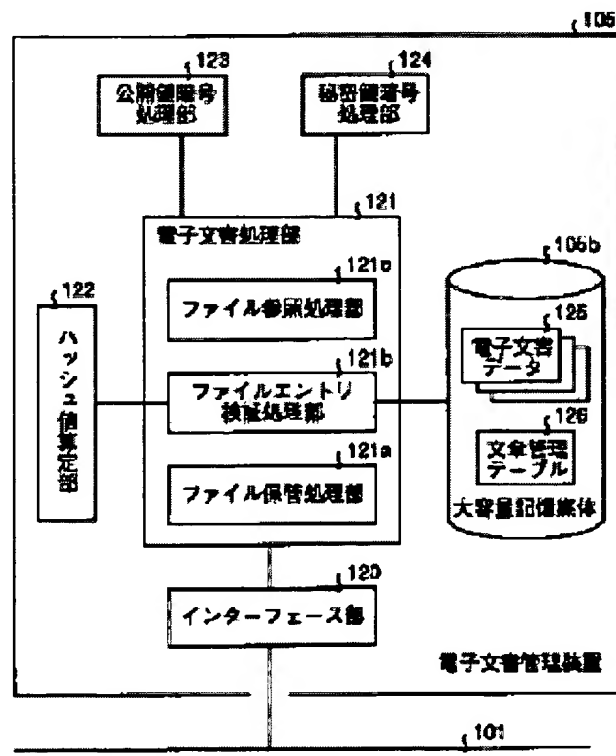 105
123
公開鍵暗号
処理部
124
秘密鍵暗号
処理部
121
電子文書処理部
122
ハッシュ値算定部
121c
ファイル参照処理部
121b
ファイルエントリ
検証処理部
121a
ファイル保管処理部
105b
125
電子文書
データ
126
文章管理
テーブル
大容量記憶媒体
120
インターフェース部
電子文書管理装置
101